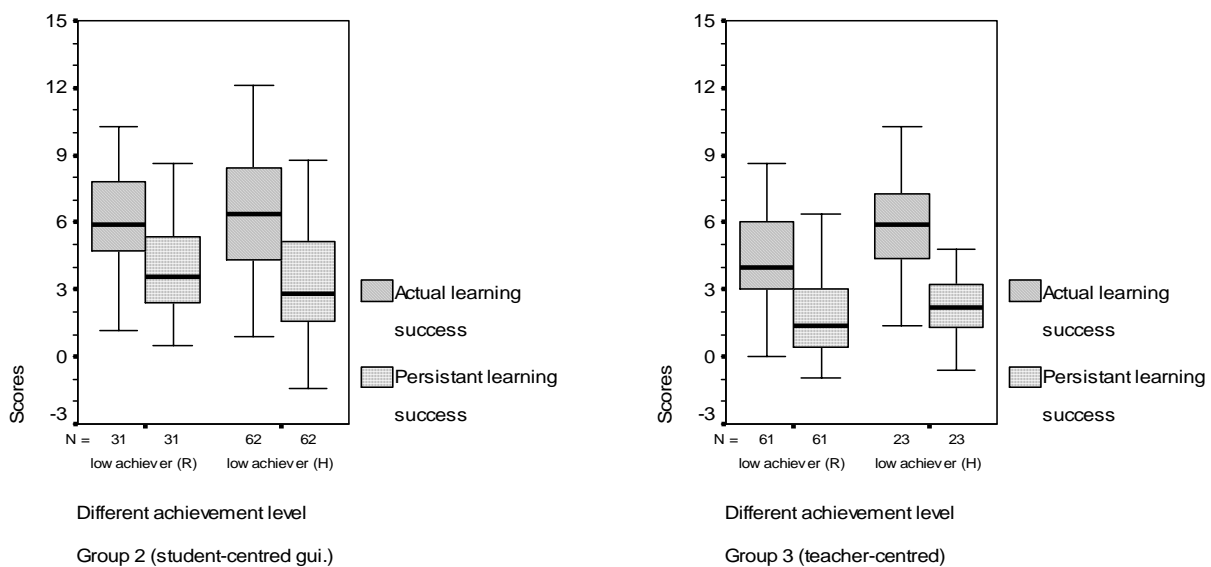 15
12
9
6
3
0
-3
Scores
N = 31 31 62 62
low achiever (R) low achiever (H)
Different achievement level
Group 2 (student-centred gui.)
Actual learning
success
Persistant learning
success
15
12
9
6
3
0
-3
Scores
N = 61 61 23 23
low achiever (R) low achiever (H)
Different achievement level
Group 3 (teacher-centred)
Actual learning
success
Persistant learning
success